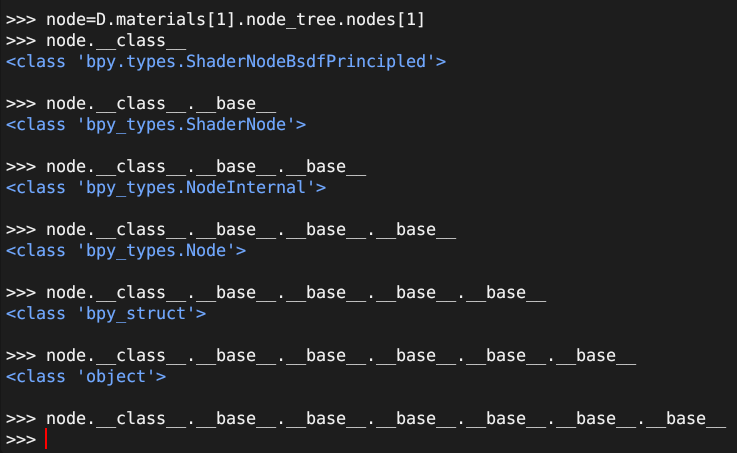 >>> node=D.materials[1].node_tree.nodes[1]
>>> node.__class__
<class 'bpy.types.ShaderNodeBsdfPrincipled'>
>>> node.__class__.__base__
<class 'bpy_types.ShaderNode'>
>>> node.__class__.__base__.__base__
<class 'bpy_types.NodeInternal'>
>>> node.__class__.__base__.__base__.__base__
<class 'bpy_types.Node'>
>>> node.__class__.__base__.__base__.__base__.__base__
<class 'bpy_struct'>
>>> node.__class__.__base__.__base__.__base__.__base__.__base__
<class 'object'>
>>> node.__class__.__base__.__base__.__base__.__base__.__base__.__base__
>>>